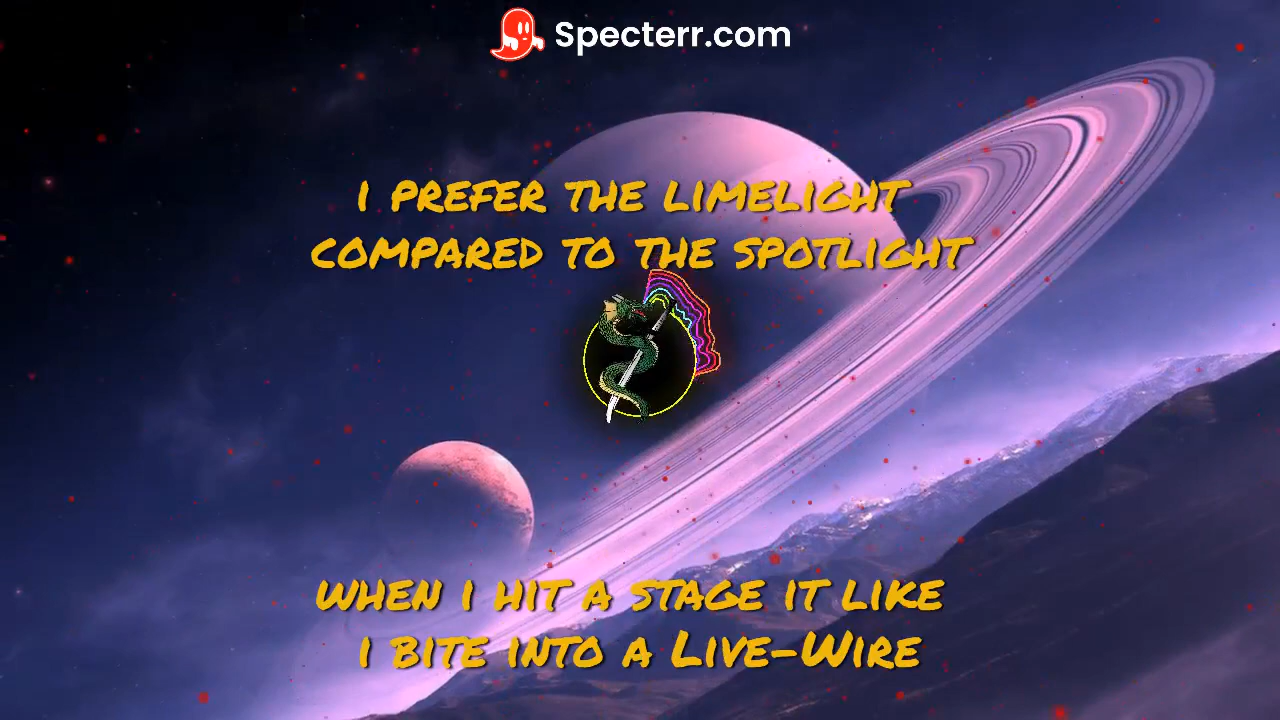 Specterr.com
I PREFER THE LIMELIGHT
COMPARED TO THE SPOTLIGHT
WHEN I HIT A STAGE IT LIKE
I BITE INTO A LIVE-WIRE